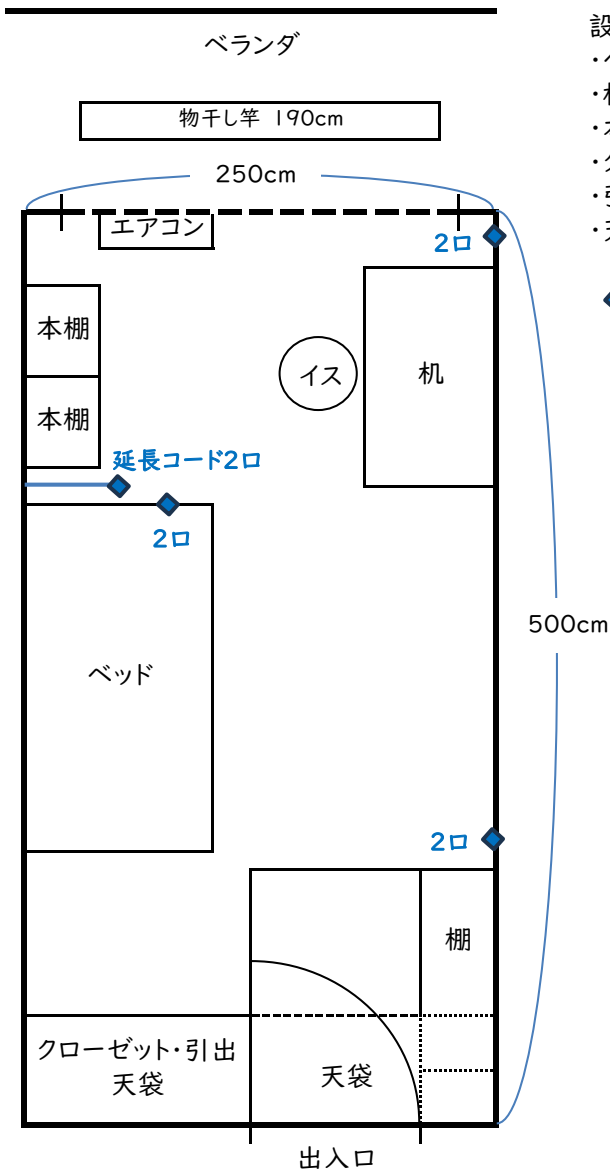 ベランダ
物干し竿 190cm
250cm
エアコン
2口
本棚
イス
机
本棚
延長コード2口
2口
500cm
ベッド
2口
棚
クローゼット・引出
天袋
天袋
出入口
設